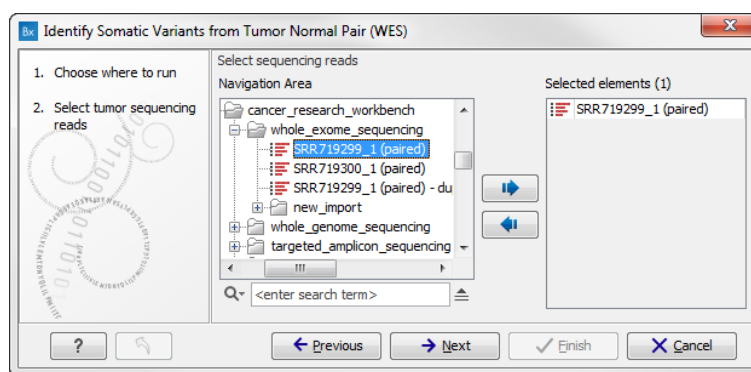 Bx Identify Somatic Variants from Tumor Normal Pair (WES)
1. Choose where to run
2. Select tumor sequencing
reads
Select sequencing reads
Navigation Area
cancer_research_workbench
whole_exome_sequencing
SRR719299_1 (paired)
SRR719300_1 (paired)
SRR719299_1 (paired) - du
new_import
whole_genome_sequencing
targeted_amplicon_sequencing
<enter search term>
Selected elements (1)
SRR719299_1 (paired)
?
Previous
Next
Finish
Cancel